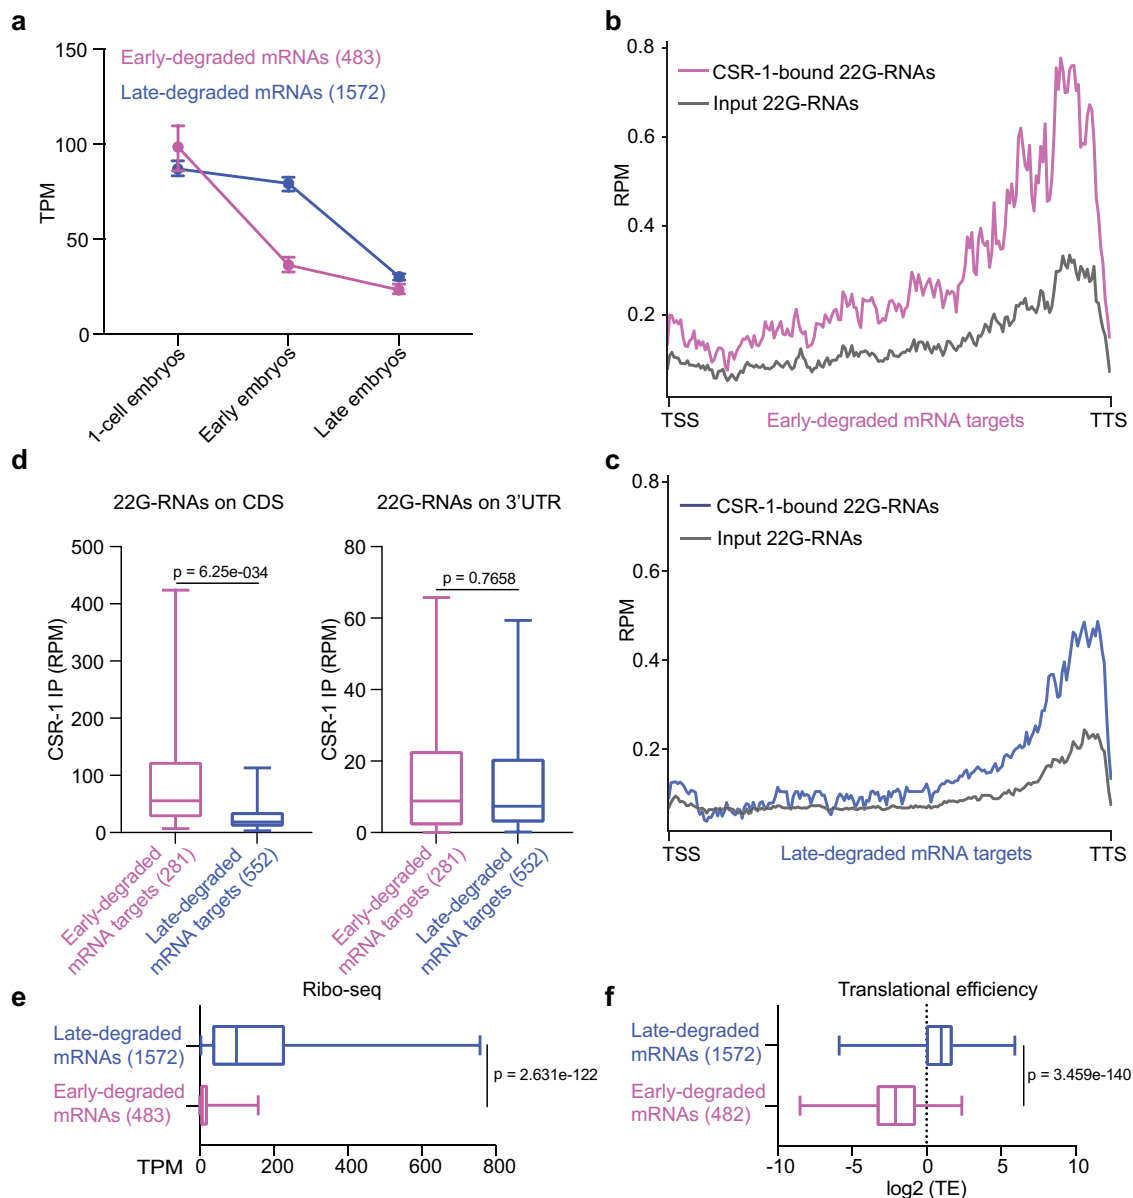 a
150
100
50
0
TPM
Early-degraded mRNAs (483)
Late-degraded mRNAs (1572)
1-cell embryos
Early embryos
Late embryos
b
0.8
0.6
0.4
0.2
RPM
CSR-1-bound 22G-RNAs
Input 22G-RNAs
TSS
Early-degraded mRNA targets
TTS
c
0.8
0.6
0.4
0.2
RPM
CSR-1-bound 22G-RNAs
Input 22G-RNAs
TSS
Late-degraded mRNA targets
TTS
d
22G-RNAs on CDS
500
400
300
200
100
0
CSR-1 IP (RPM)
p = 6.25e-034
Early-degraded
mRNA targets (281)
Late-degraded
mRNA targets (552)
22G-RNAs on 3'UTR
80
60
40
20
0
CSR-1 IP (RPM)
p = 0.7658
Early-degraded
mRNA targets (281)
Late-degraded
mRNA targets (552)
e
Ribo-seq
Late-degraded
mRNAs (1572)
Early-degraded
mRNAs (483)
p = 2.631e-122
TPM
0
200
400
600
800
f
Translational efficiency
Late-degraded
mRNAs (1572)
Early-degraded
mRNAs (482)
p = 3.459e-140
-10
-5
0
5
10
log2 (TE)